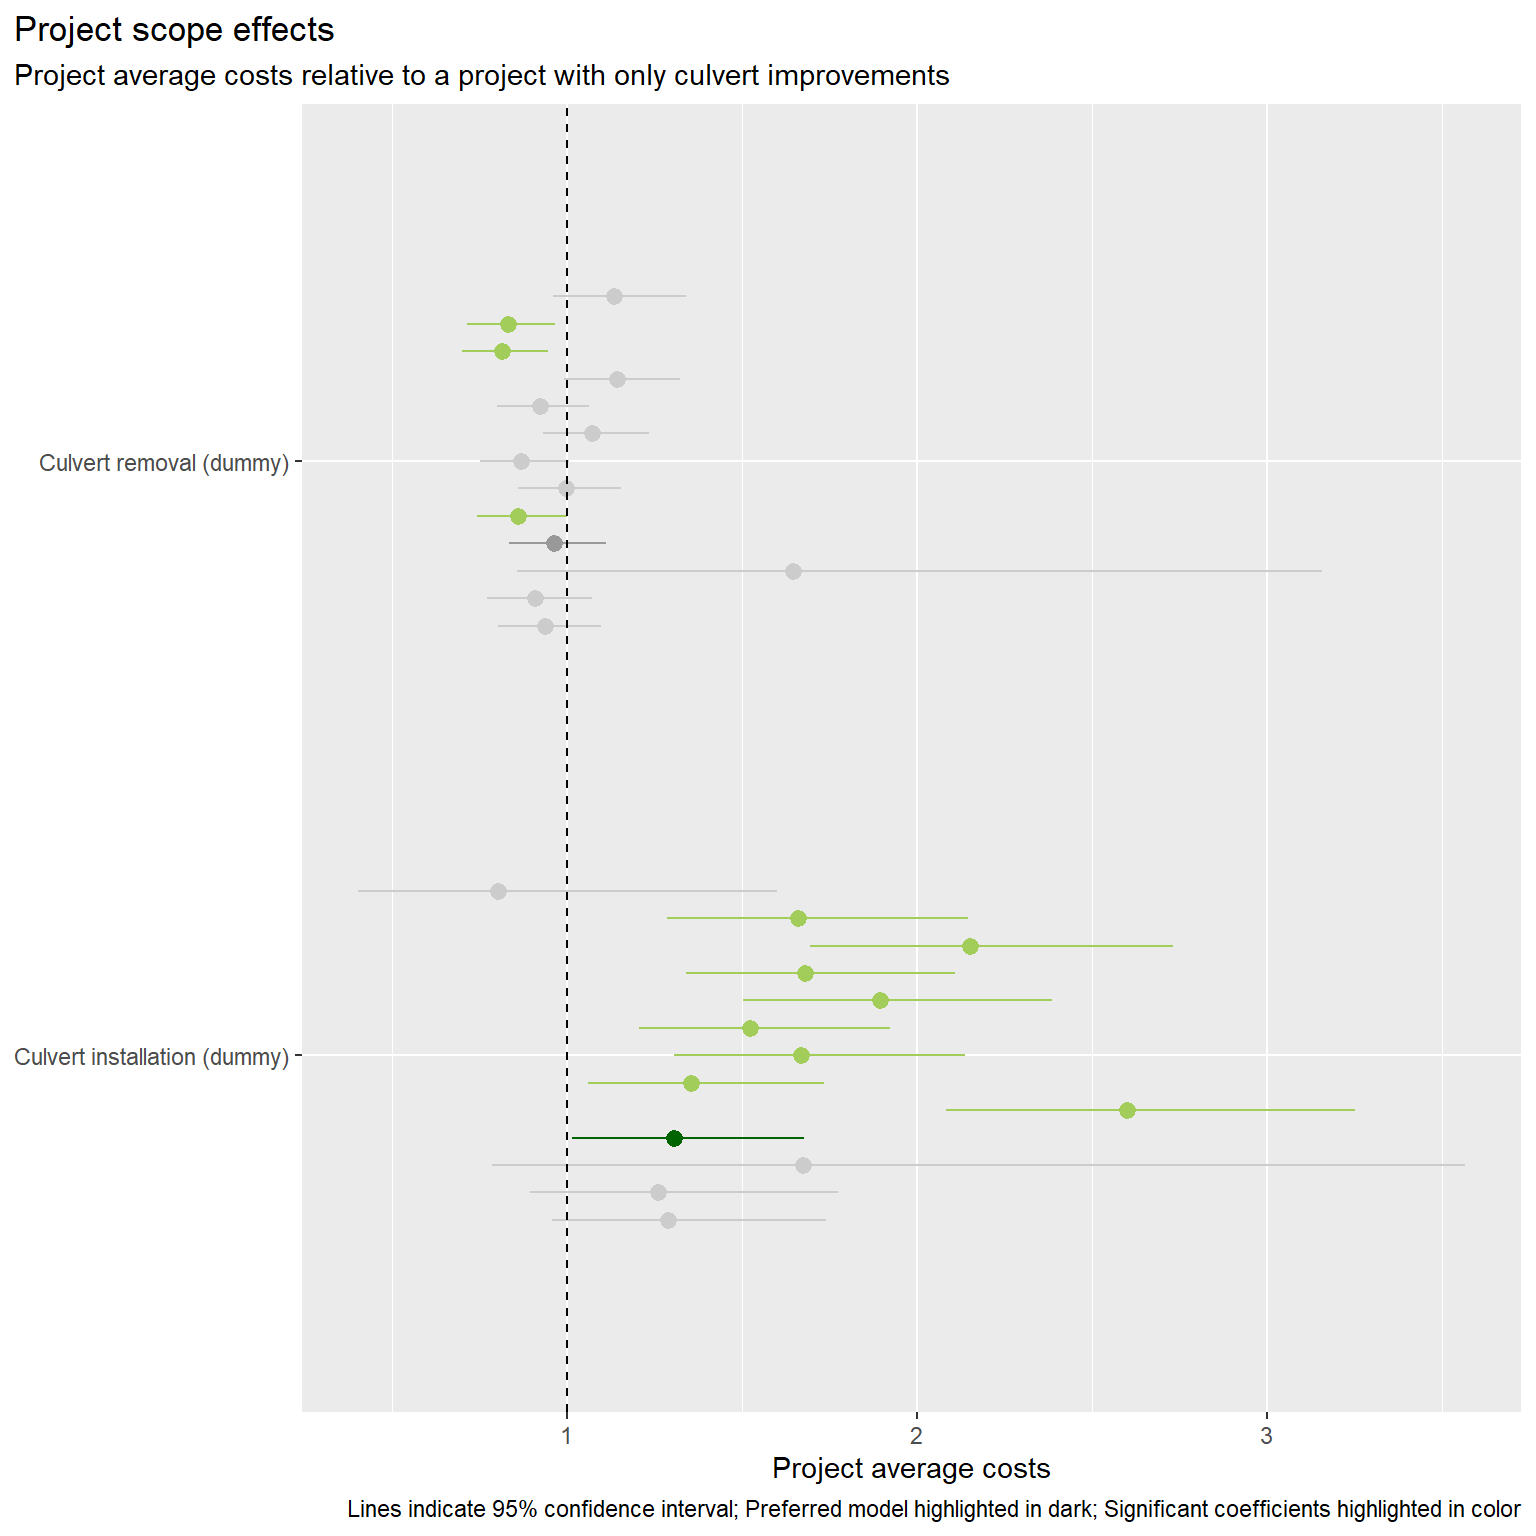 Project scope effects
Project average costs relative to a project with only culvert improvements
Culvert removal (dummy)
Culvert installation (dummy)
1 2 3
Project average costs
Lines indicate 95% confidence interval; Preferred model highlighted in dark; Significant coefficients highlighted in color